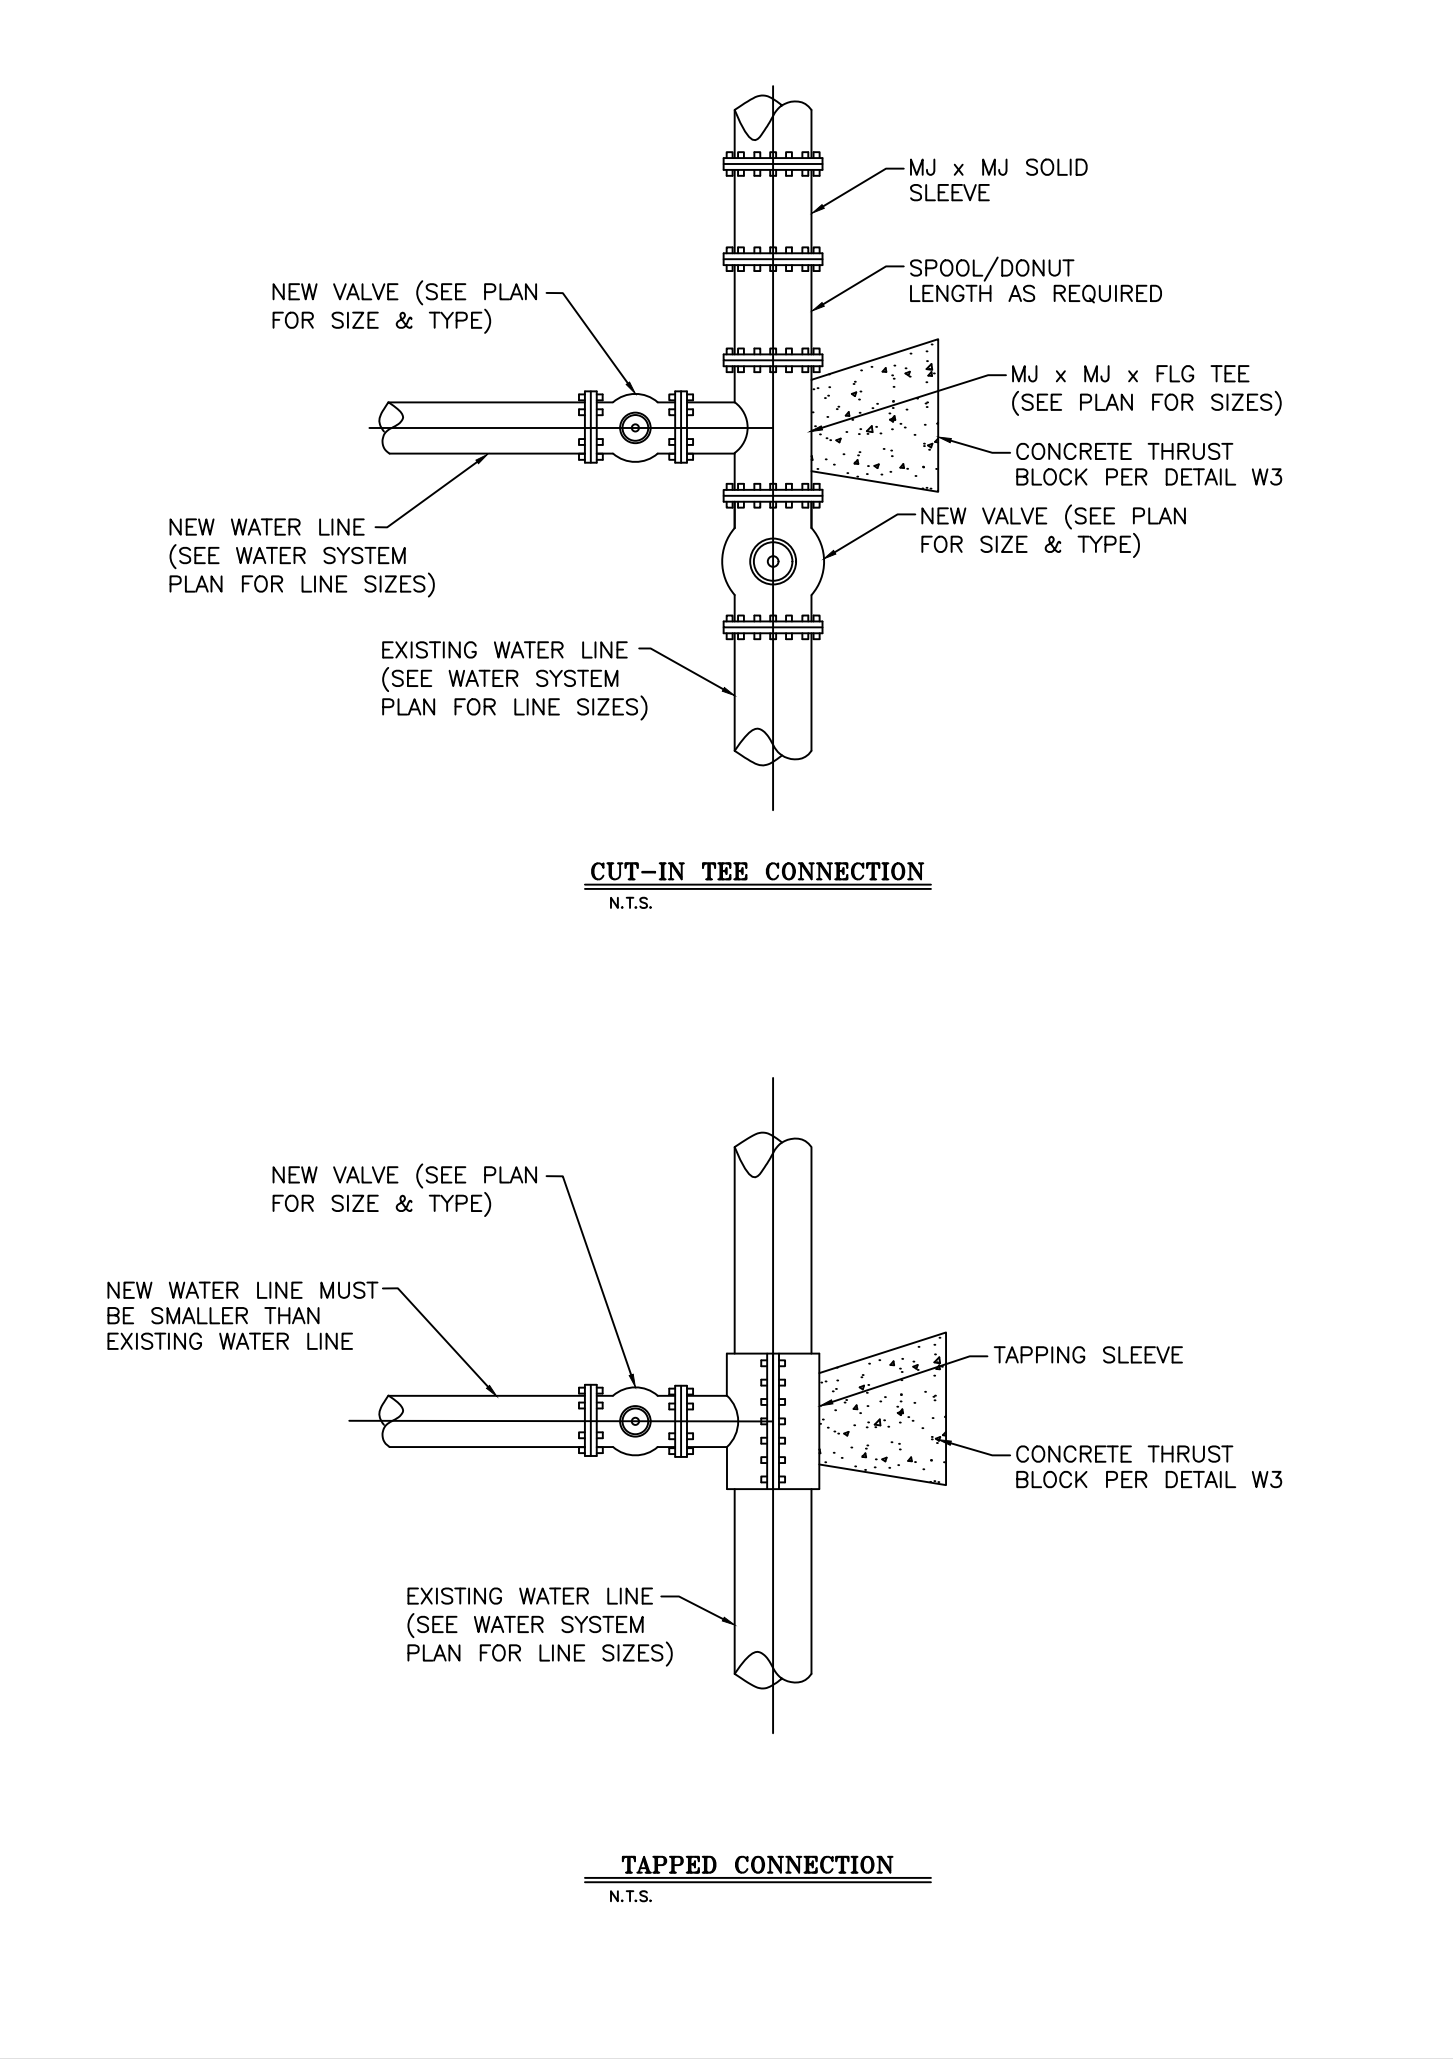 MJ x MJ SOLID
SLEEVE
SPOOL/DONUT
LENGTH AS REQUIRED
NEW VALVE (SEE PLAN
FOR SIZE & TYPE)
MJ x MJ x FLG TEE
(SEE PLAN FOR SIZES)
CONCRETE THRUST
BLOCK PER DETAIL W3
NEW VALVE (SEE PLAN
FOR SIZE & TYPE)
NEW WATER LINE
(SEE WATER SYSTEM
PLAN FOR LINE SIZES)
EXISTING WATER LINE
(SEE WATER SYSTEM
PLAN FOR LINE SIZES)
CUT-IN TEE CONNECTION
N.T.S.
NEW VALVE (SEE PLAN
FOR SIZE & TYPE)
NEW WATER LINE MUST
BE SMALLER THAN
EXISTING WATER LINE
TAPPING SLEEVE
CONCRETE THRUST
BLOCK PER DETAIL W3
EXISTING WATER LINE
(SEE WATER SYSTEM
PLAN FOR LINE SIZES)
TAPPED CONNECTION
N.T.S.